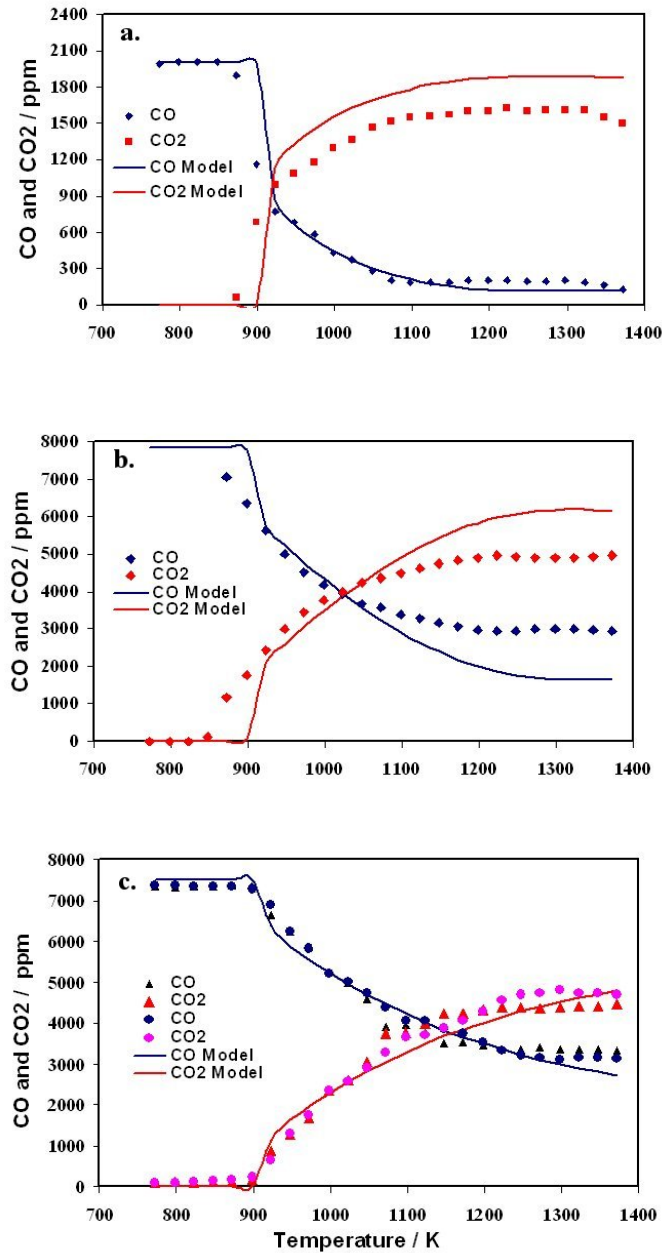 a.
2400
2100
1800
1500
1200
900
600
300
0
CO and CO2 / ppm
CO
CO2
CO Model
CO2 Model
700 800 900 1000 1100 1200 1300 1400
b.
8000
7000
6000
5000
4000
3000
2000
1000
0
CO and CO2 / ppm
CO
CO2
CO Model
CO2 Model
700 800 900 1000 1100 1200 1300 1400
c.
8000
7000
6000
5000
4000
3000
2000
1000
0
CO and CO2 / ppm
CO
CO2
CO
CO2
CO Model
CO2 Model
700 800 900 1000 1100 1200 1300 1400
Temperature / K